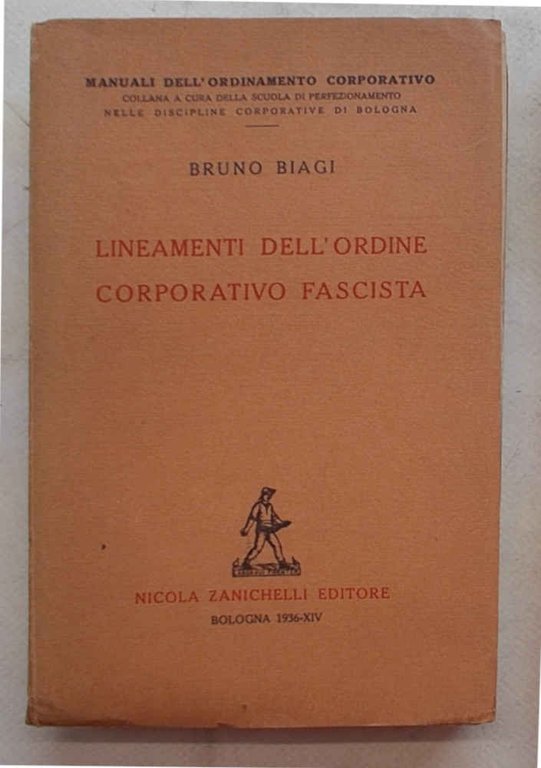 MANUALI DELL'ORDINAMENTO CORPORATIVO
COLLANA A CURA DELLA SCUOLA DI PERFEZIONAMENTO
NELLE DISCIPLINE CORPORATIVE DI BOLOGNA
BRUNO BIAGI
LINEAMENTI DELL'ORDINE
CORPORATIVO FASCISTA
NICOLA ZANICHELLI EDITORE
BOLOGNA 1936-XIV